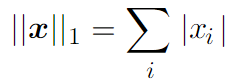 ||𝒙||₁ = ∑ᵢ |xᵢ|